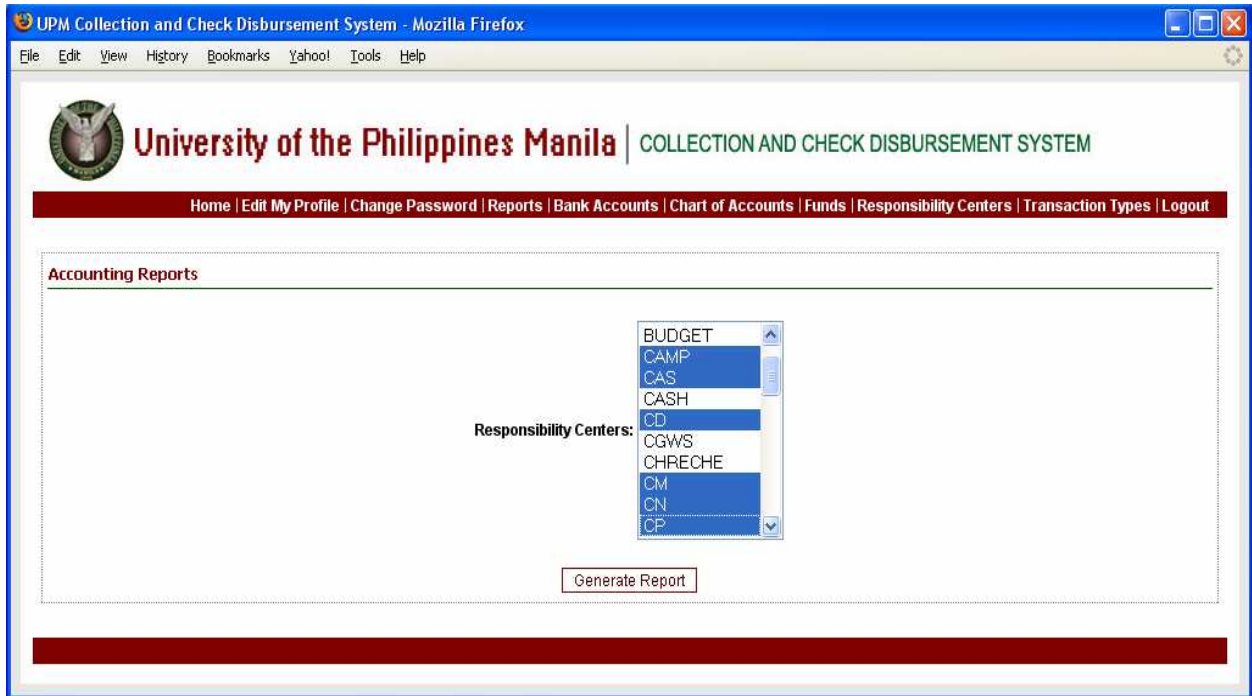 UPM Collection and Check Disbursement System - Mozilla Firefox
File Edit View History Bookmarks Yahoo! Tools Help
University of the Philippines Manila | COLLECTION AND CHECK DISBURSEMENT SYSTEM
Home | Edit My Profile | Change Password | Reports | Bank Accounts | Chart of Accounts | Funds | Responsibility Centers | Transaction Types | Logout
Accounting Reports
Responsibility Centers:
BUDGET
CAMP
CAS
CASH
CD
CGWS
CHRECHE
CM
CN
CP
Generate Report